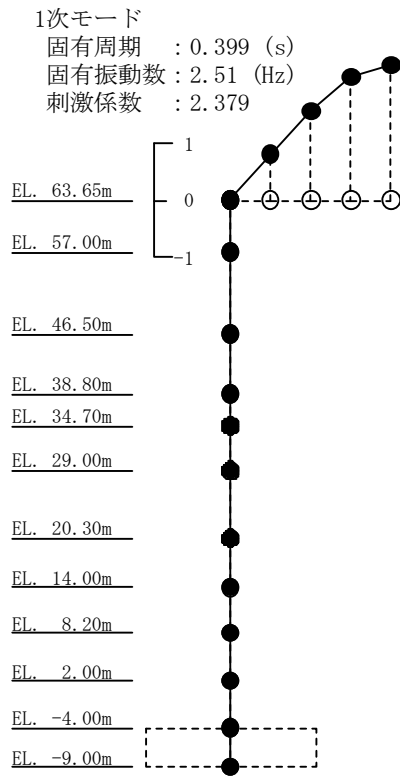 1次モード
固有周期 : 0.399 (s)
固有振動数 : 2.51 (Hz)
刺激係数 : 2.379
1
EL. 63.65m
0
EL. 57.00m
-1
EL. 46.50m
EL. 38.80m
EL. 34.70m
EL. 29.00m
EL. 20.30m
EL. 14.00m
EL. 8.20m
EL. 2.00m
EL. -4.00m
EL. -9.00m